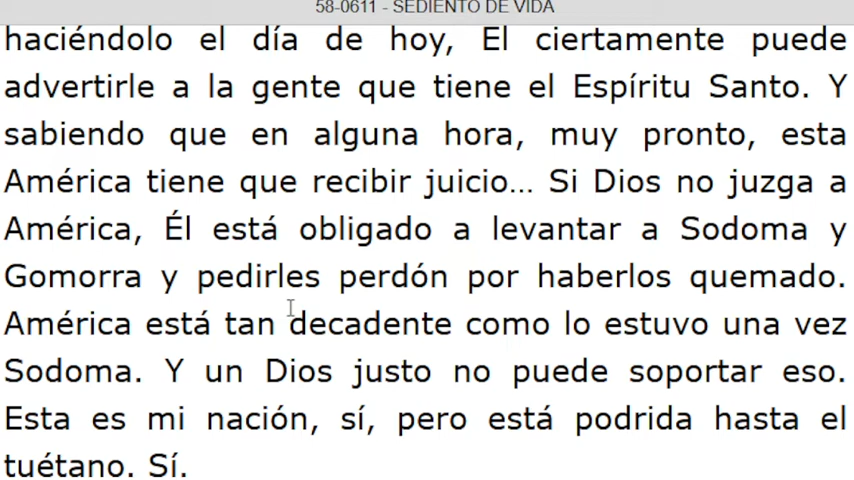 58-0611 - SEDIENTO DE VIDA
haciéndolo el día de hoy, El ciertamente puede
advertirle a la gente que tiene el Espíritu Santo. Y
sabiendo que en alguna hora, muy pronto, esta
América tiene que recibir juicio... Si Dios no juzga a
América, Él está obligado a levantar a Sodoma y
Gomorra y pedirles perdón por haberlos quemado.
América está tan decadente como lo estuvo una vez
Sodoma. Y un Dios justo no puede soportar eso.
Esta es mi nación, sí, pero está podrida hasta el
tuétano. Sí.